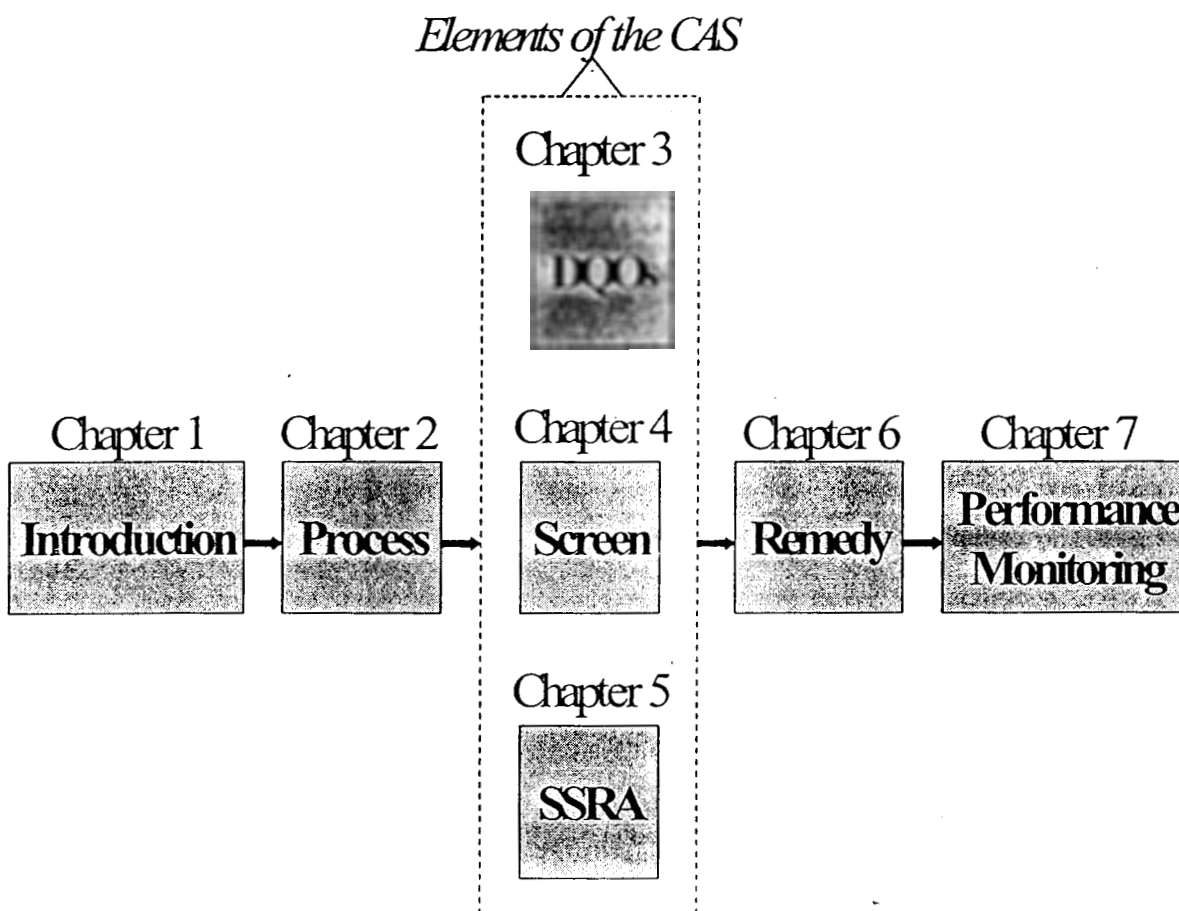 Elements of the CAS
Chapter 3
DQOs
Chapter 1
Introduction
Chapter 2
Process
Chapter 4
Screen
Chapter 5
SSRA
Chapter 6
Remedy
Chapter 7
Performance
Monitoring